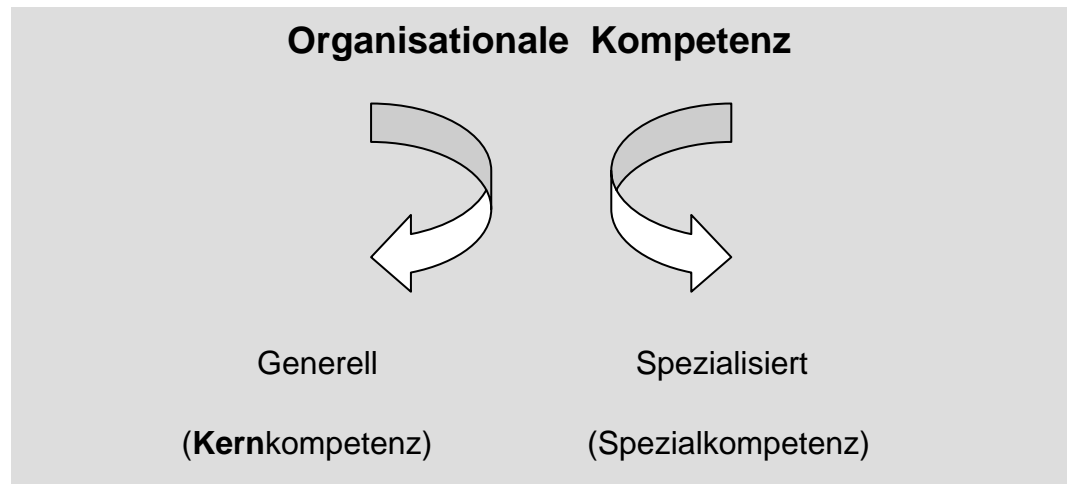 Organisationale Kompetenz
Generell Spezialisiert
(Kernkompetenz) (Spezialkompetenz)